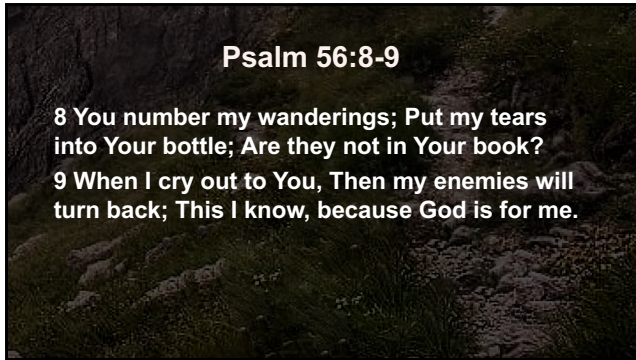 Psalm 56:8-9
8 You number my wanderings; Put my tears
into Your bottle; Are they not in Your book?
9 When I cry out to You, Then my enemies will
turn back; This I know, because God is for me.